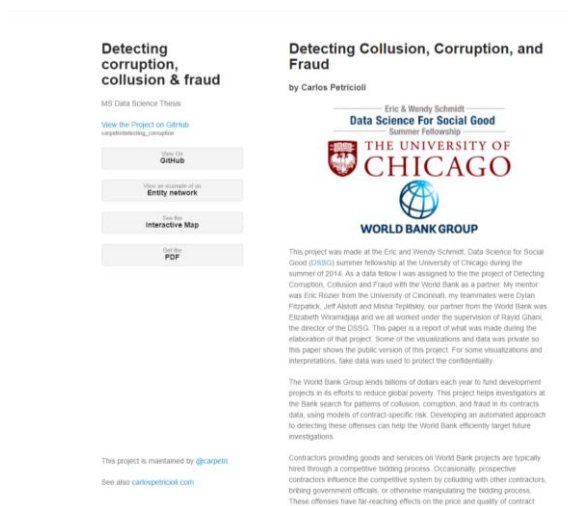 Detecting
corruption,
collusion & fraud
MS Data Science Thesis
View the Project on GitHub
carpetri/detecting_corruption
View On
GitHub
View an example of an
Entity network
See the
Interactive Map
Get the
PDF
This project is maintained by @carpetri
See also carlospetricioli.com
Detecting Collusion, Corruption, and
Fraud
by Carlos Petricioli
Eric & Wendy Schmidt
Data Science For Social Good
Summer Fellowship
THE UNIVERSITY OF
CHICAGO
WORLD BANK GROUP
This project was made at the Eric and Wendy Schmidt, Data Science for Social
Good (DSSG) summer fellowship at the University of Chicago during the
summer of 2014. As a data fellow I was assigned to the the project of Detecting
Corruption, Collusion and Fraud with the World Bank as a partner. My mentor
was Eric Rozier from the University of Cincinnati, my teammates were Dylan
Fitzpatick, Jeff Alstott and Misha Teplitskiy, our partner from the World Bank was
Elizabeth Wiramidjaja and we all worked under the supervision of Rayid Ghani,
the director of the DSSG. This paper is a report of what was made during the
elaboration of that project. Some of the visualizations and data was private so
this paper shows the public version of this project. For some visualizations and
interpretations, fake data was used to protect the confidentiality.
The World Bank Group lends billions of dollars each year to fund development
projects in its efforts to reduce global poverty. This project helps investigators at
the Bank search for patterns of collusion, corruption, and fraud in its contracts
data, using models of contract-specific risk. Developing an automated approach
to detecting these offenses can help the World Bank efficiently target future
investigations.
Contractors providing goods and services on World Bank projects are typically
hired through a competitive bidding process. Occasionally, prospective
contractors influence the competitive system by colluding with other contractors,
bribing government officials, or otherwise manipulating the bidding process.
These offenses have far-reaching effects on the price and quality of contract